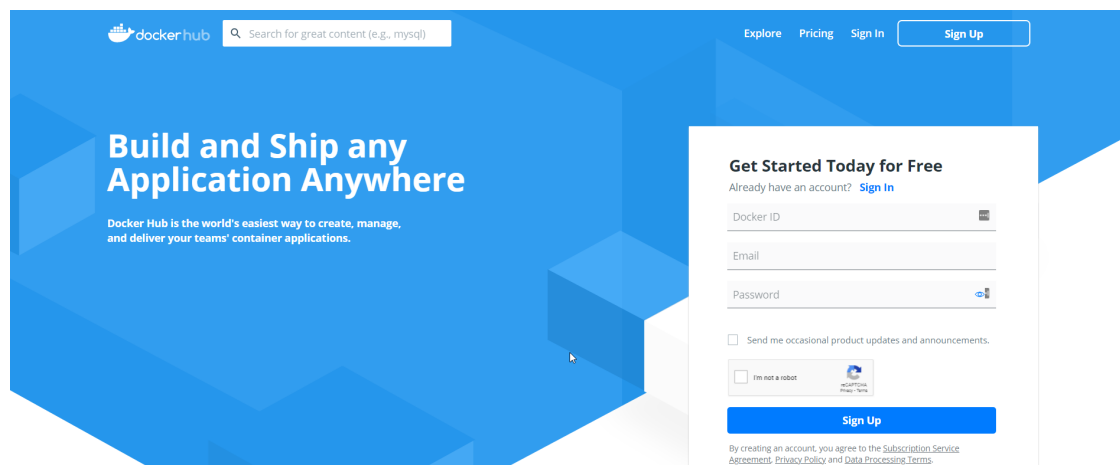 dockerhub
Search for great content (e.g., mysql)
Explore Pricing Sign In Sign Up
Build and Ship any
Application Anywhere
Docker Hub is the world's easiest way to create, manage,
and deliver your teams' container applications.
Get Started Today for Free
Already have an account? Sign In
Docker ID
Email
Password
Send me occasional product updates and announcements.
I'm not a robot
reCAPTCHA
Privacy - Terms
Sign Up
By creating an account, you agree to the Subscription Service
Agreement, Privacy Policy and Data Processing Terms.